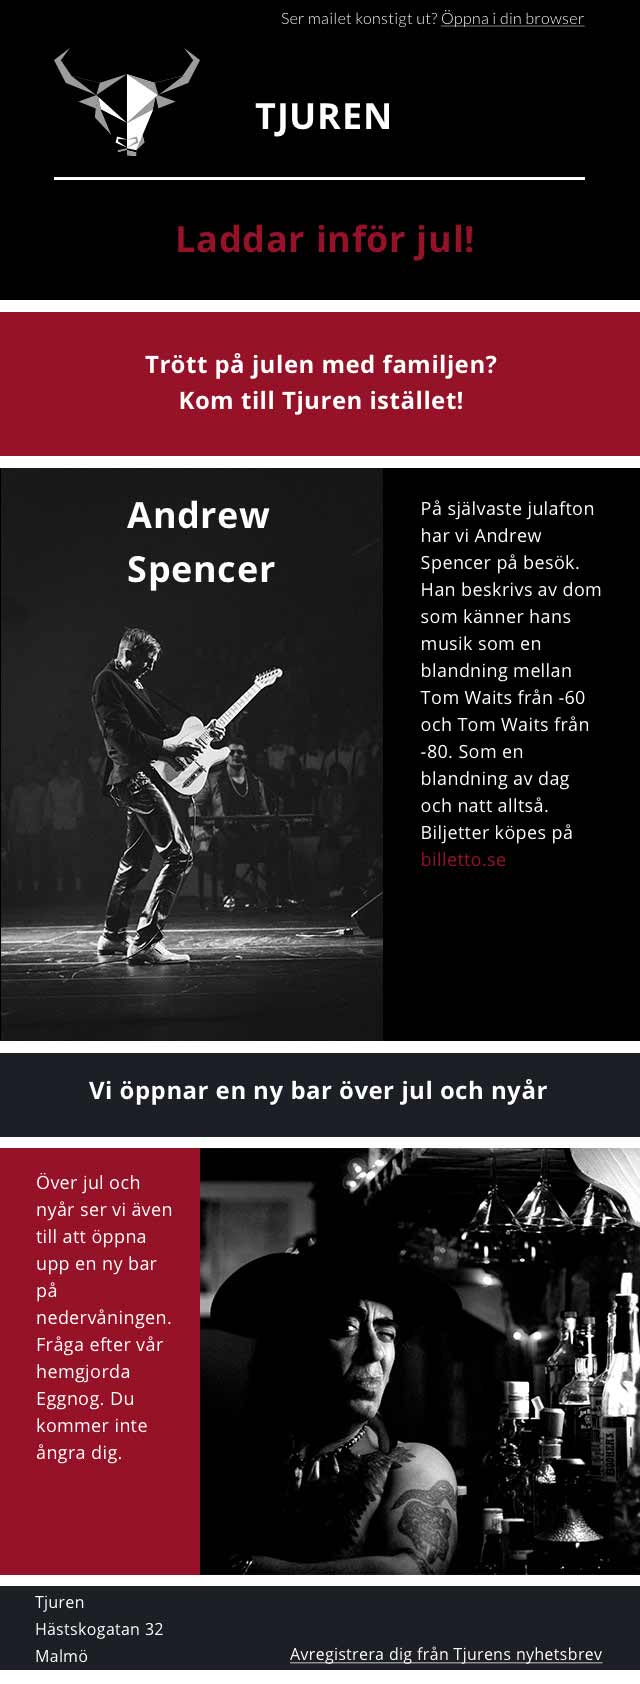 Ser mailet konstigt ut? Öppna i din browser
TJUREN
Laddar inför jul!
Trött på julen med familjen?
Kom till Tjuren istället!
Andrew
Spencer
På självaste julafton
har vi Andrew
Spencer på besök.
Han beskrivs av dom
som känner hans
musik som en
blandning mellan
Tom Waits från -60
och Tom Waits från
-80. Som en
blandning av dag
och natt alltså.
Biljetter köpes på
billetto.se
Vi öppnar en ny bar över jul och nyår
Över jul och
nyår ser vi även
till att öppna
upp en ny bar
på
nedervåningen.
Fråga efter vår
hemgjorda
Eggnog. Du
kommer inte
ångra dig.
Tjuren
Hästskogatan 32
Malmö
Avregistrera dig från Tjurens nyhetsbrev